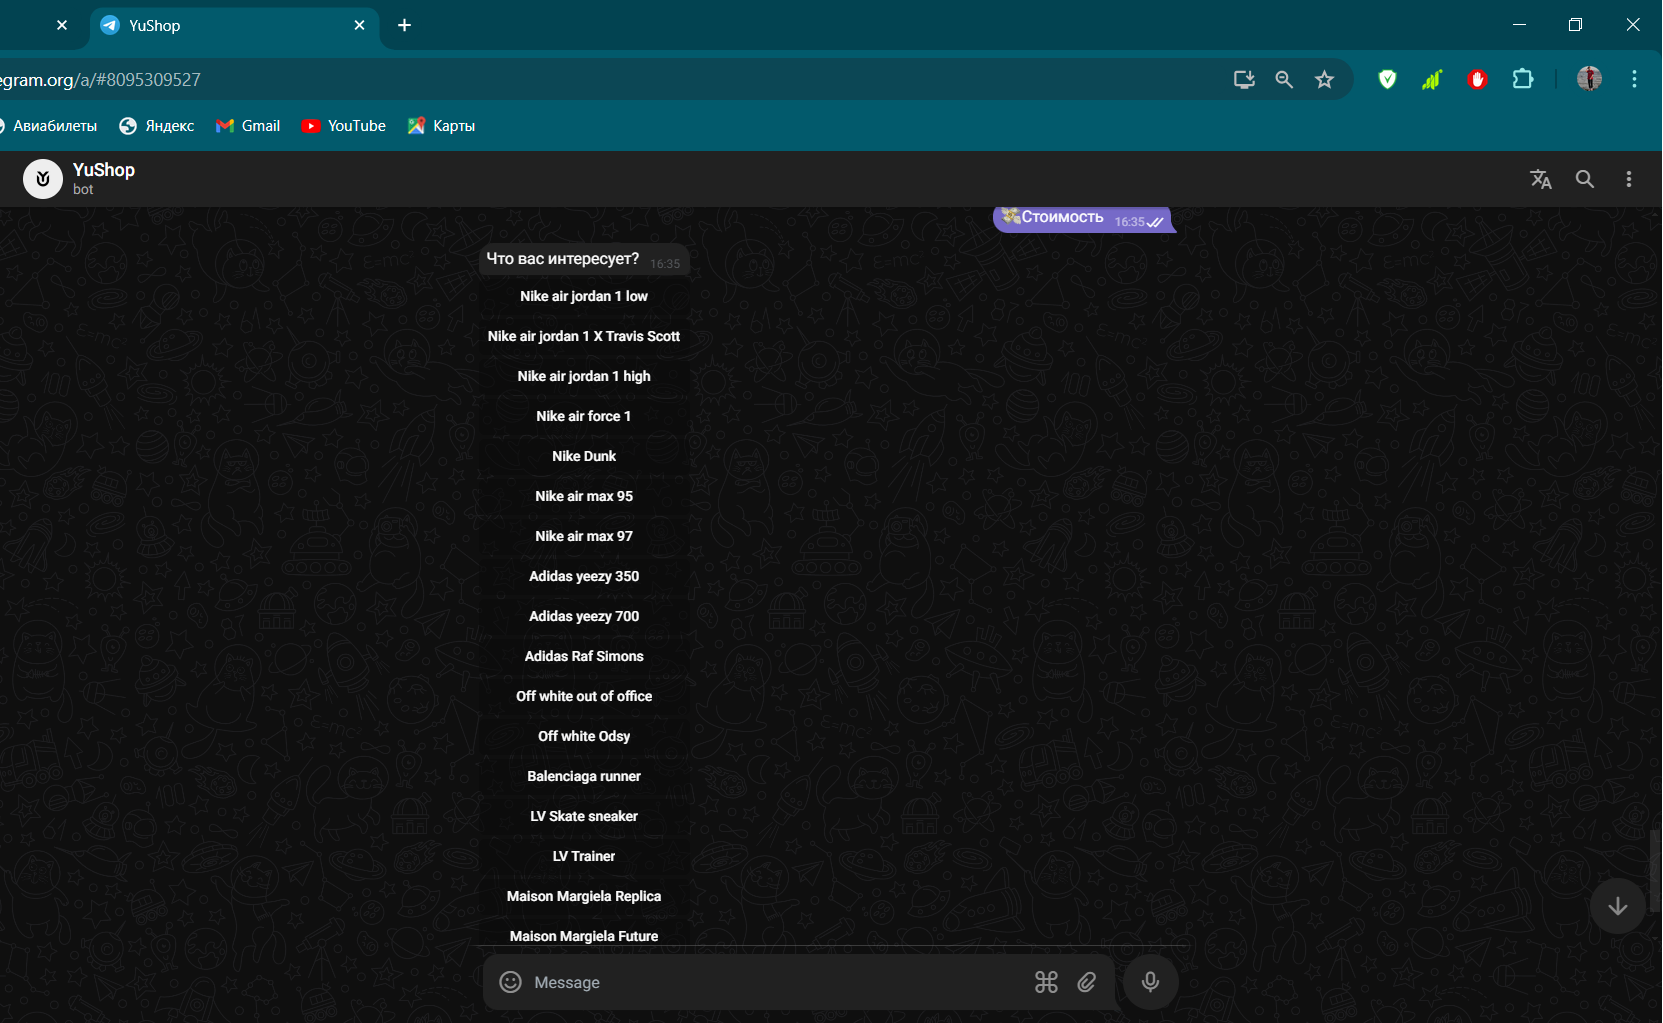 YuShop
egram.org/a/#8095309527
Авиабилеты
Яндекс
Gmail
YouTube
Карты
YuShop
bot
Стоимость 16:35
Что вас интересует? 16:35
Nike air jordan 1 low
Nike air jordan 1 X Travis Scott
Nike air jordan 1 high
Nike air force 1
Nike Dunk
Nike air max 95
Nike air max 97
Adidas yeezy 350
Adidas yeezy 700
Adidas Raf Simons
Off white out of office
Off white Odsy
Balenciaga runner
LV Skate sneaker
LV Trainer
Maison Margiela Replica
Maison Margiela Future
Message